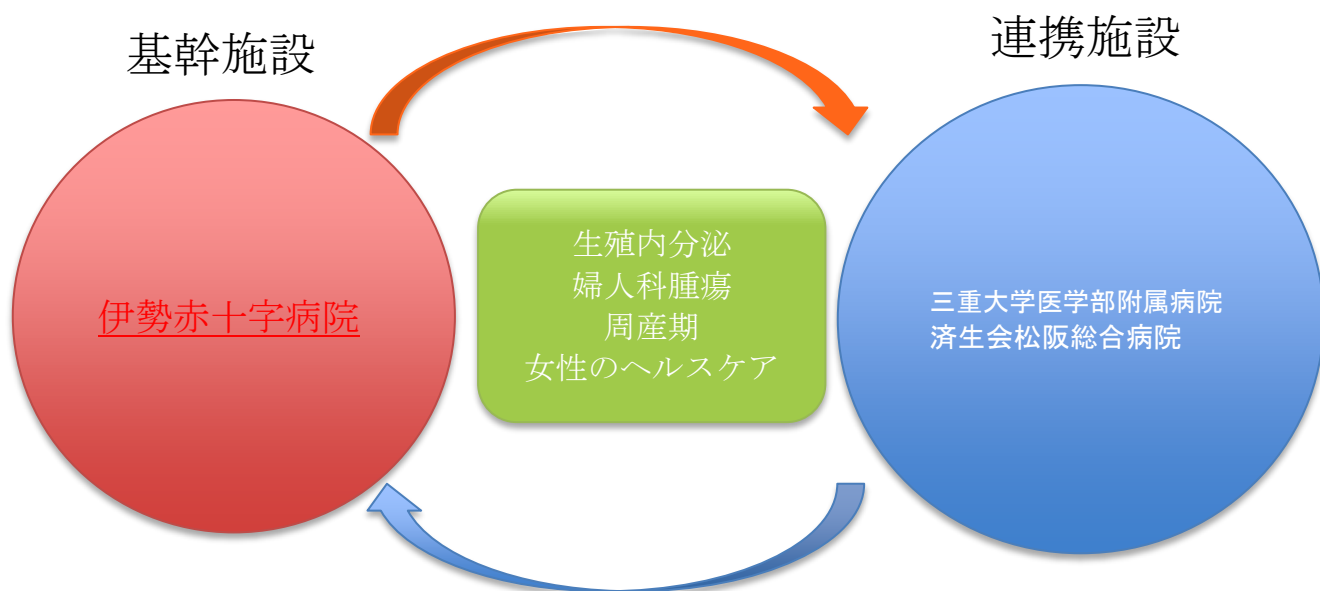 基幹施設
連携施設
伊勢赤十字病院
生殖内分泌
婦人科腫瘍
周産期
女性のヘルスケア
三重大学医学部附属病院
済生会松阪総合病院